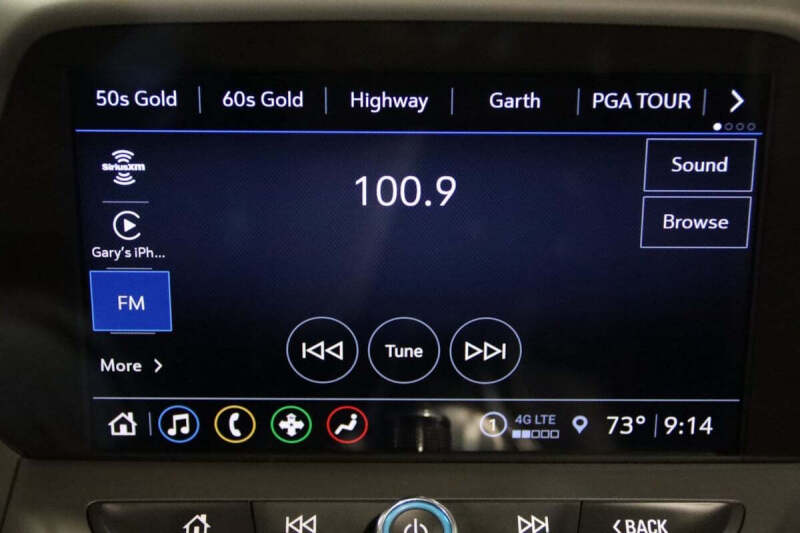 50s Gold 60s Gold Highway Garth PGA TOUR
SiriusXM
100.9
Sound
Browse
Gary's iPh...
FM
Tune
More
1 4G LTE 73° 9:14
BACK